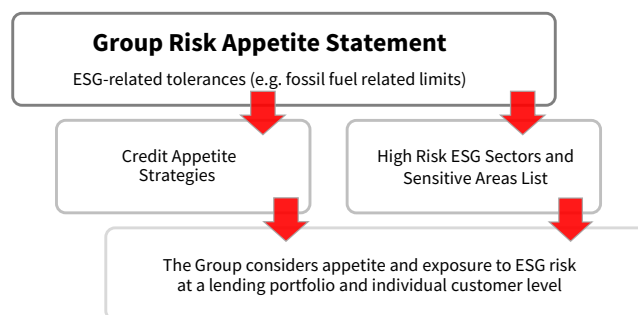 Group Risk Appetite Statement
ESG-related tolerances (e.g. fossil fuel related limits)
Credit Appetite
Strategies
High Risk ESG Sectors and
Sensitive Areas List
The Group considers appetite and exposure to ESG risk
at a lending portfolio and individual customer level